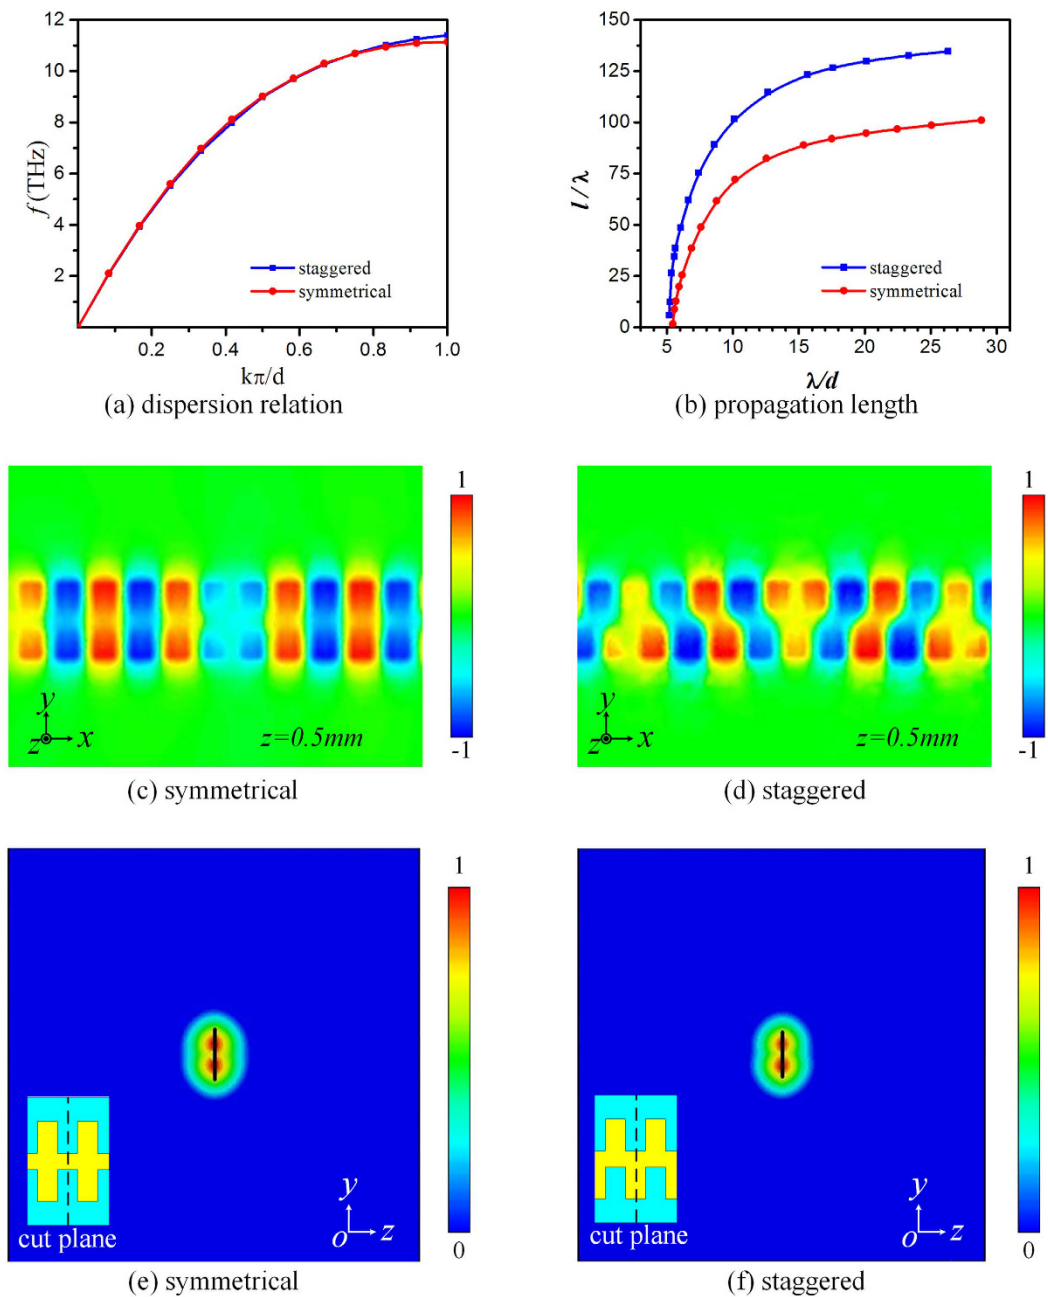 12
10
8
6
4
2
f (THz)
staggered
symmetrical
0.2 0.4 0.6 0.8 1.0
kπ/d
(a) dispersion relation
150
125
100
75
50
25
0
l/λ
staggered
symmetrical
5 10 15 20 25 30
λ/d
(b) propagation length
1
y
z x
z=0.5mm
-1
(c) symmetrical
1
y
z x
z=0.5mm
-1
(d) staggered
1
cut plane
y
o z
0
(e) symmetrical
1
cut plane
y
o z
0
(f) staggered